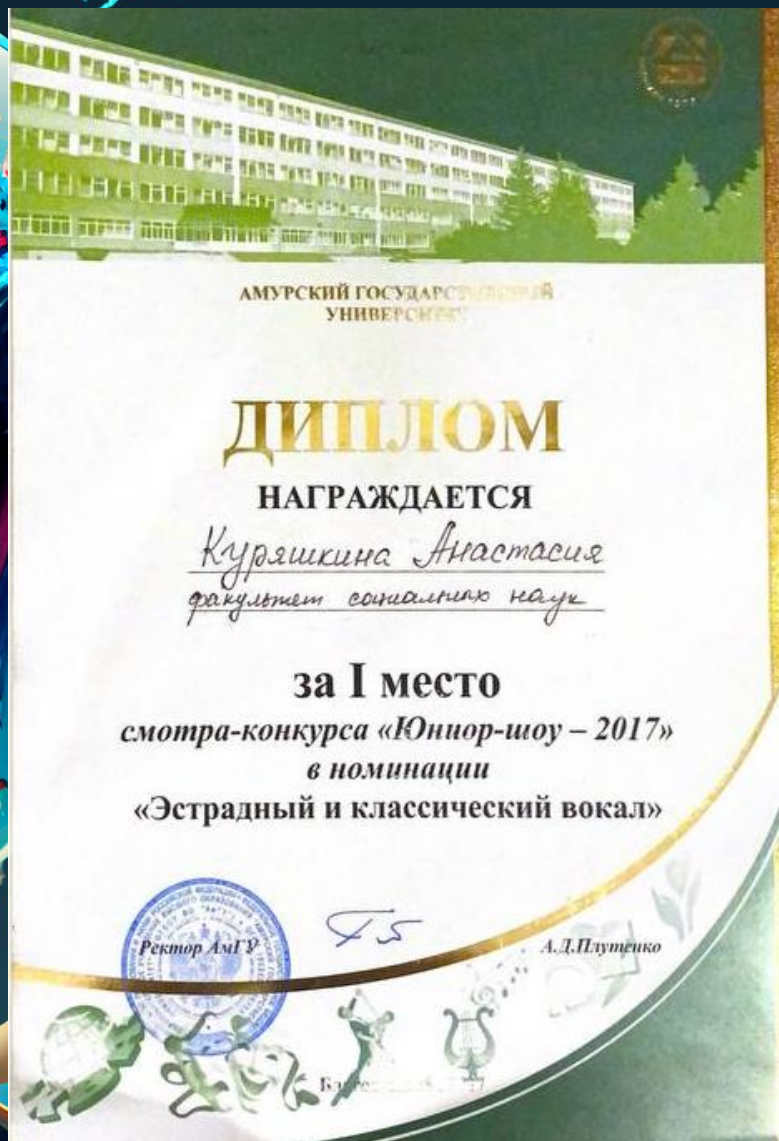 АМУРСКИЙ ГОСУДАРСТВЕННЫЙ
УНИВЕРСИТЕТ
ДИПЛОМ
НАГРАЖДАЕТСЯ
Куряшкина Анастасия
факультет социальных наук
за I место
смотра-конкурса «Юниор-шоу – 2017»
в номинации
«Эстрадный и классический вокал»
Ректор АмГУ
А.Д.Плутенко